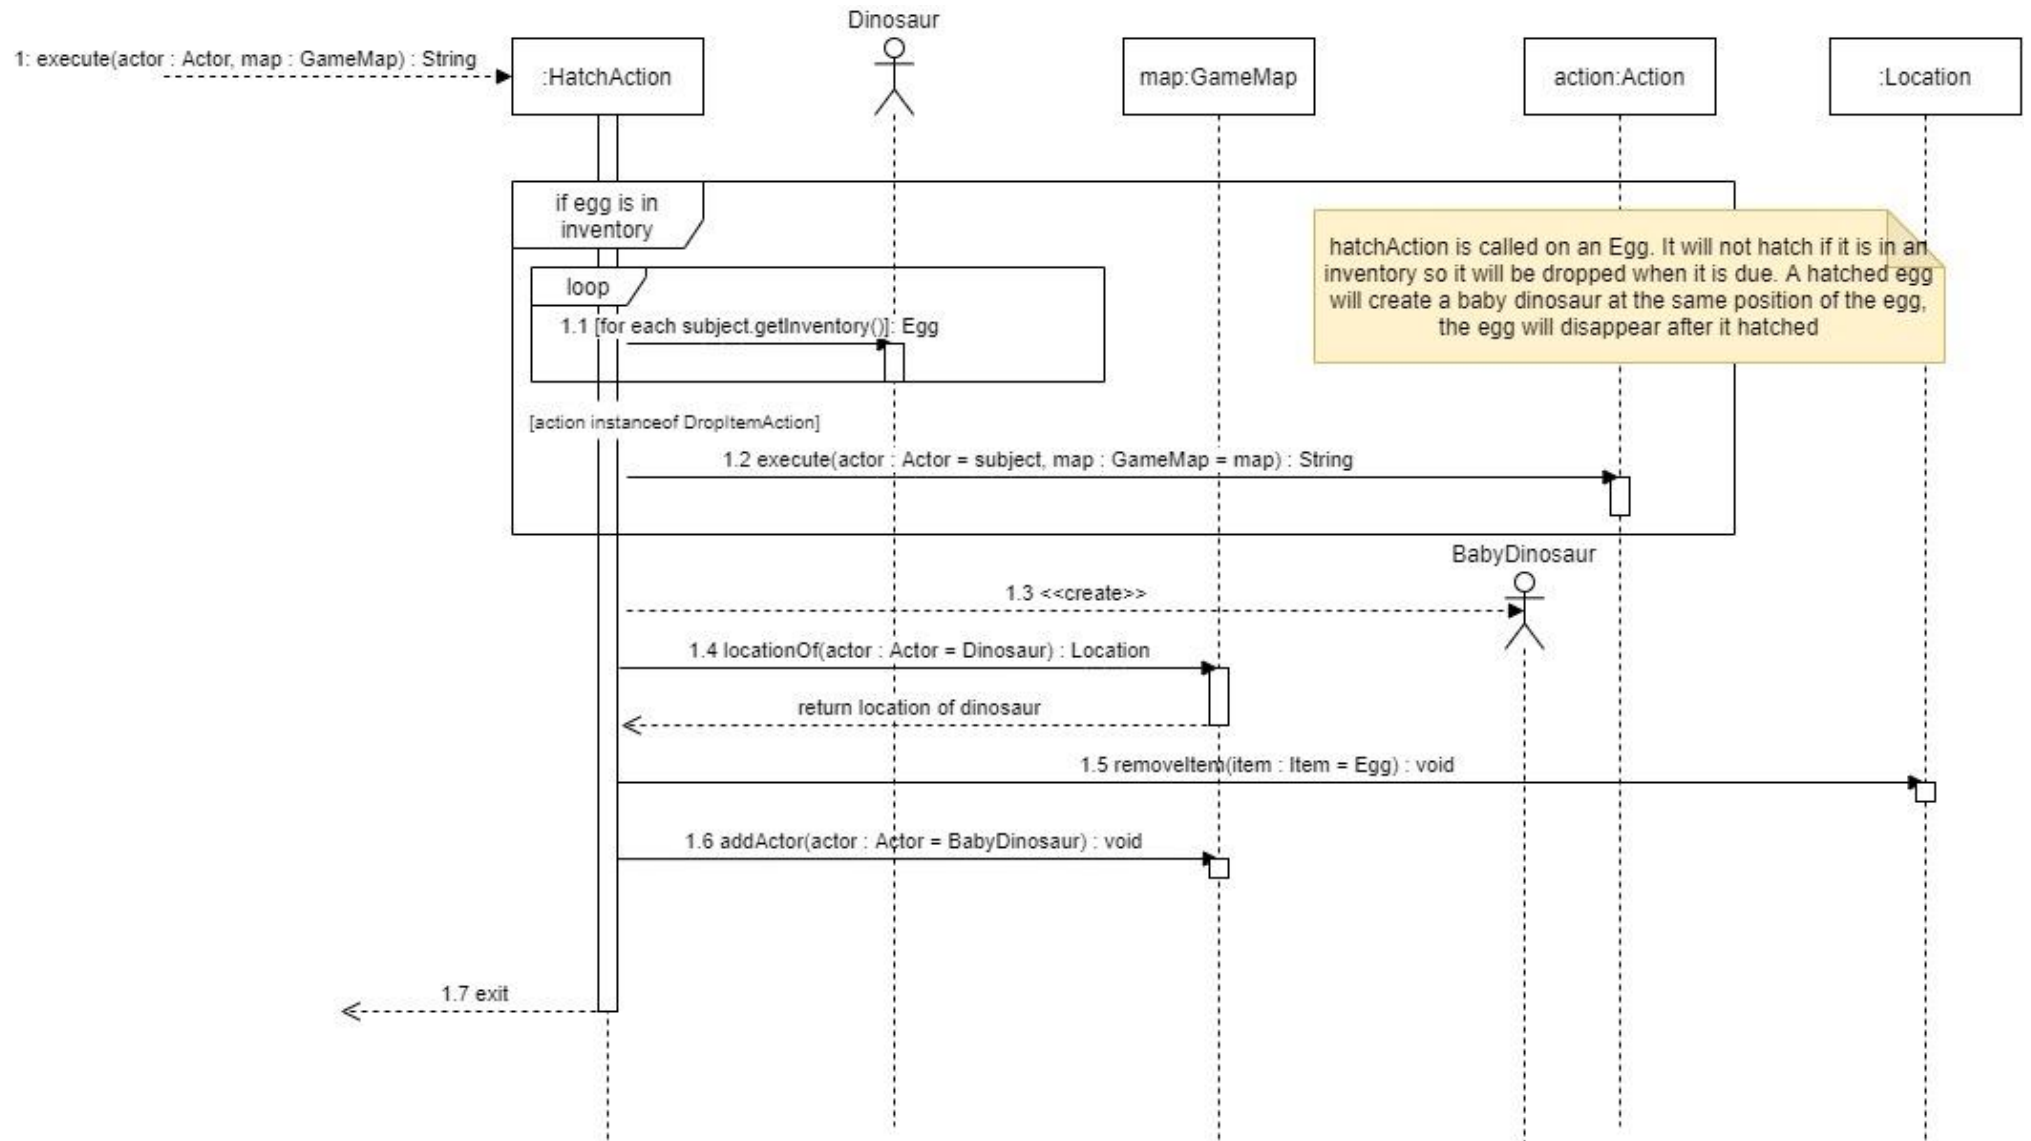 Dinosaur
1: execute(actor : Actor, map : GameMap) : String
:HatchAction
map:GameMap
action:Action
:Location
if egg is in
inventory
hatchAction is called on an Egg. It will not hatch if it is in an
inventory so it will be dropped when it is due. A hatched egg
will create a baby dinosaur at the same position of the egg,
the egg will disappear after it hatched
loop
1.1 [for each subject.getInventory()]: Egg
[action instanceof DropItemAction]
1.2 execute(actor : Actor = subject, map : GameMap = map) : String
BabyDinosaur
1.3 <<create>>
1.4 locationOf(actor : Actor = Dinosaur) : Location
return location of dinosaur
1.5 removeItem(item : Item = Egg) : void
1.6 addActor(actor : Actor = BabyDinosaur) : void
1.7 exit